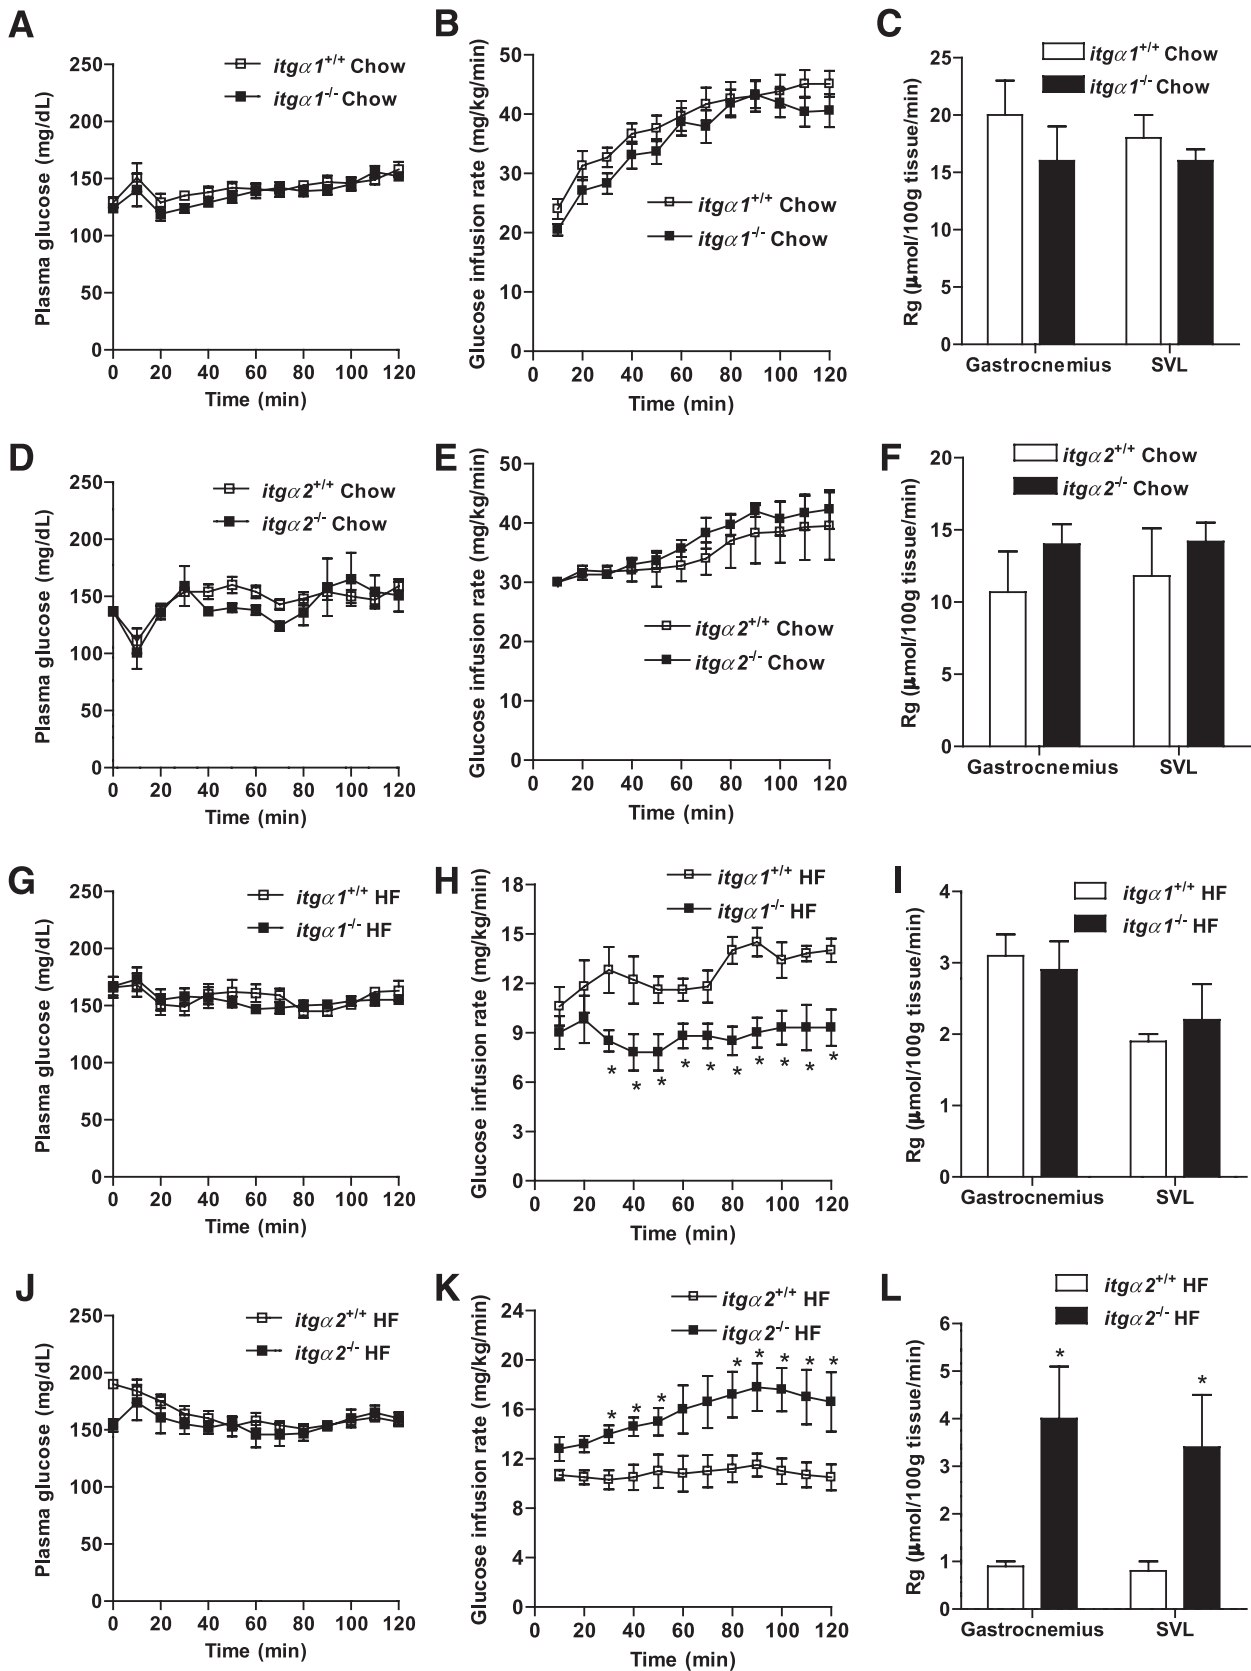 A
250
200
150
100
50
0
Plasma glucose (mg/dL)
itgα1+/+ Chow
itgα1-/- Chow
0 20 40 60 80 100 120
Time (min)
B
50
40
30
20
10
0
Glucose infusion rate (mg/kg/min)
itgα1+/+ Chow
itgα1-/- Chow
0 20 40 60 80 100 120
Time (min)
C
25
20
15
10
5
0
Rg (µmol/100g tissue/min)
itgα1+/+ Chow
itgα1-/- Chow
Gastrocnemius SVL
D
250
200
150
100
50
0
Plasma glucose (mg/dL)
itgα2+/+ Chow
itgα2-/- Chow
0 20 40 60 80 100 120
Time (min)
E
50
40
30
20
10
0
Glucose infusion rate (mg/kg/min)
itgα2+/+ Chow
itgα2-/- Chow
0 20 40 60 80 100 120
Time (min)
F
20
15
10
5
0
Rg (µmol/100g tissue/min)
itgα2+/+ Chow
itgα2-/- Chow
Gastrocnemius SVL
G
250
200
150
100
50
0
Plasma glucose (mg/dL)
itgα1+/+ HF
itgα1-/- HF
0 20 40 60 80 100 120
Time (min)
H
18
15
12
9
6
3
0
Glucose infusion rate (mg/kg/min)
itgα1+/+ HF
itgα1-/- HF
* * * * * * * * * *
0 20 40 60 80 100 120
Time (min)
I
4
3
2
1
0
Rg (µmol/100g tissue/min)
itgα1+/+ HF
itgα1-/- HF
Gastrocnemius SVL
J
250
200
150
100
50
0
Plasma glucose (mg/dL)
itgα2+/+ HF
itgα2-/- HF
0 20 40 60 80 100 120
Time (min)
K
24
20
16
12
8
4
0
Glucose infusion rate (mg/kg/min)
itgα2+/+ HF
itgα2-/- HF
* * * * * * * *
0 20 40 60 80 100 120
Time (min)
L
6
5
4
3
2
1
0
Rg (µmol/100g tissue/min)
itgα2+/+ HF
itgα2-/- HF
* *
Gastrocnemius SVL